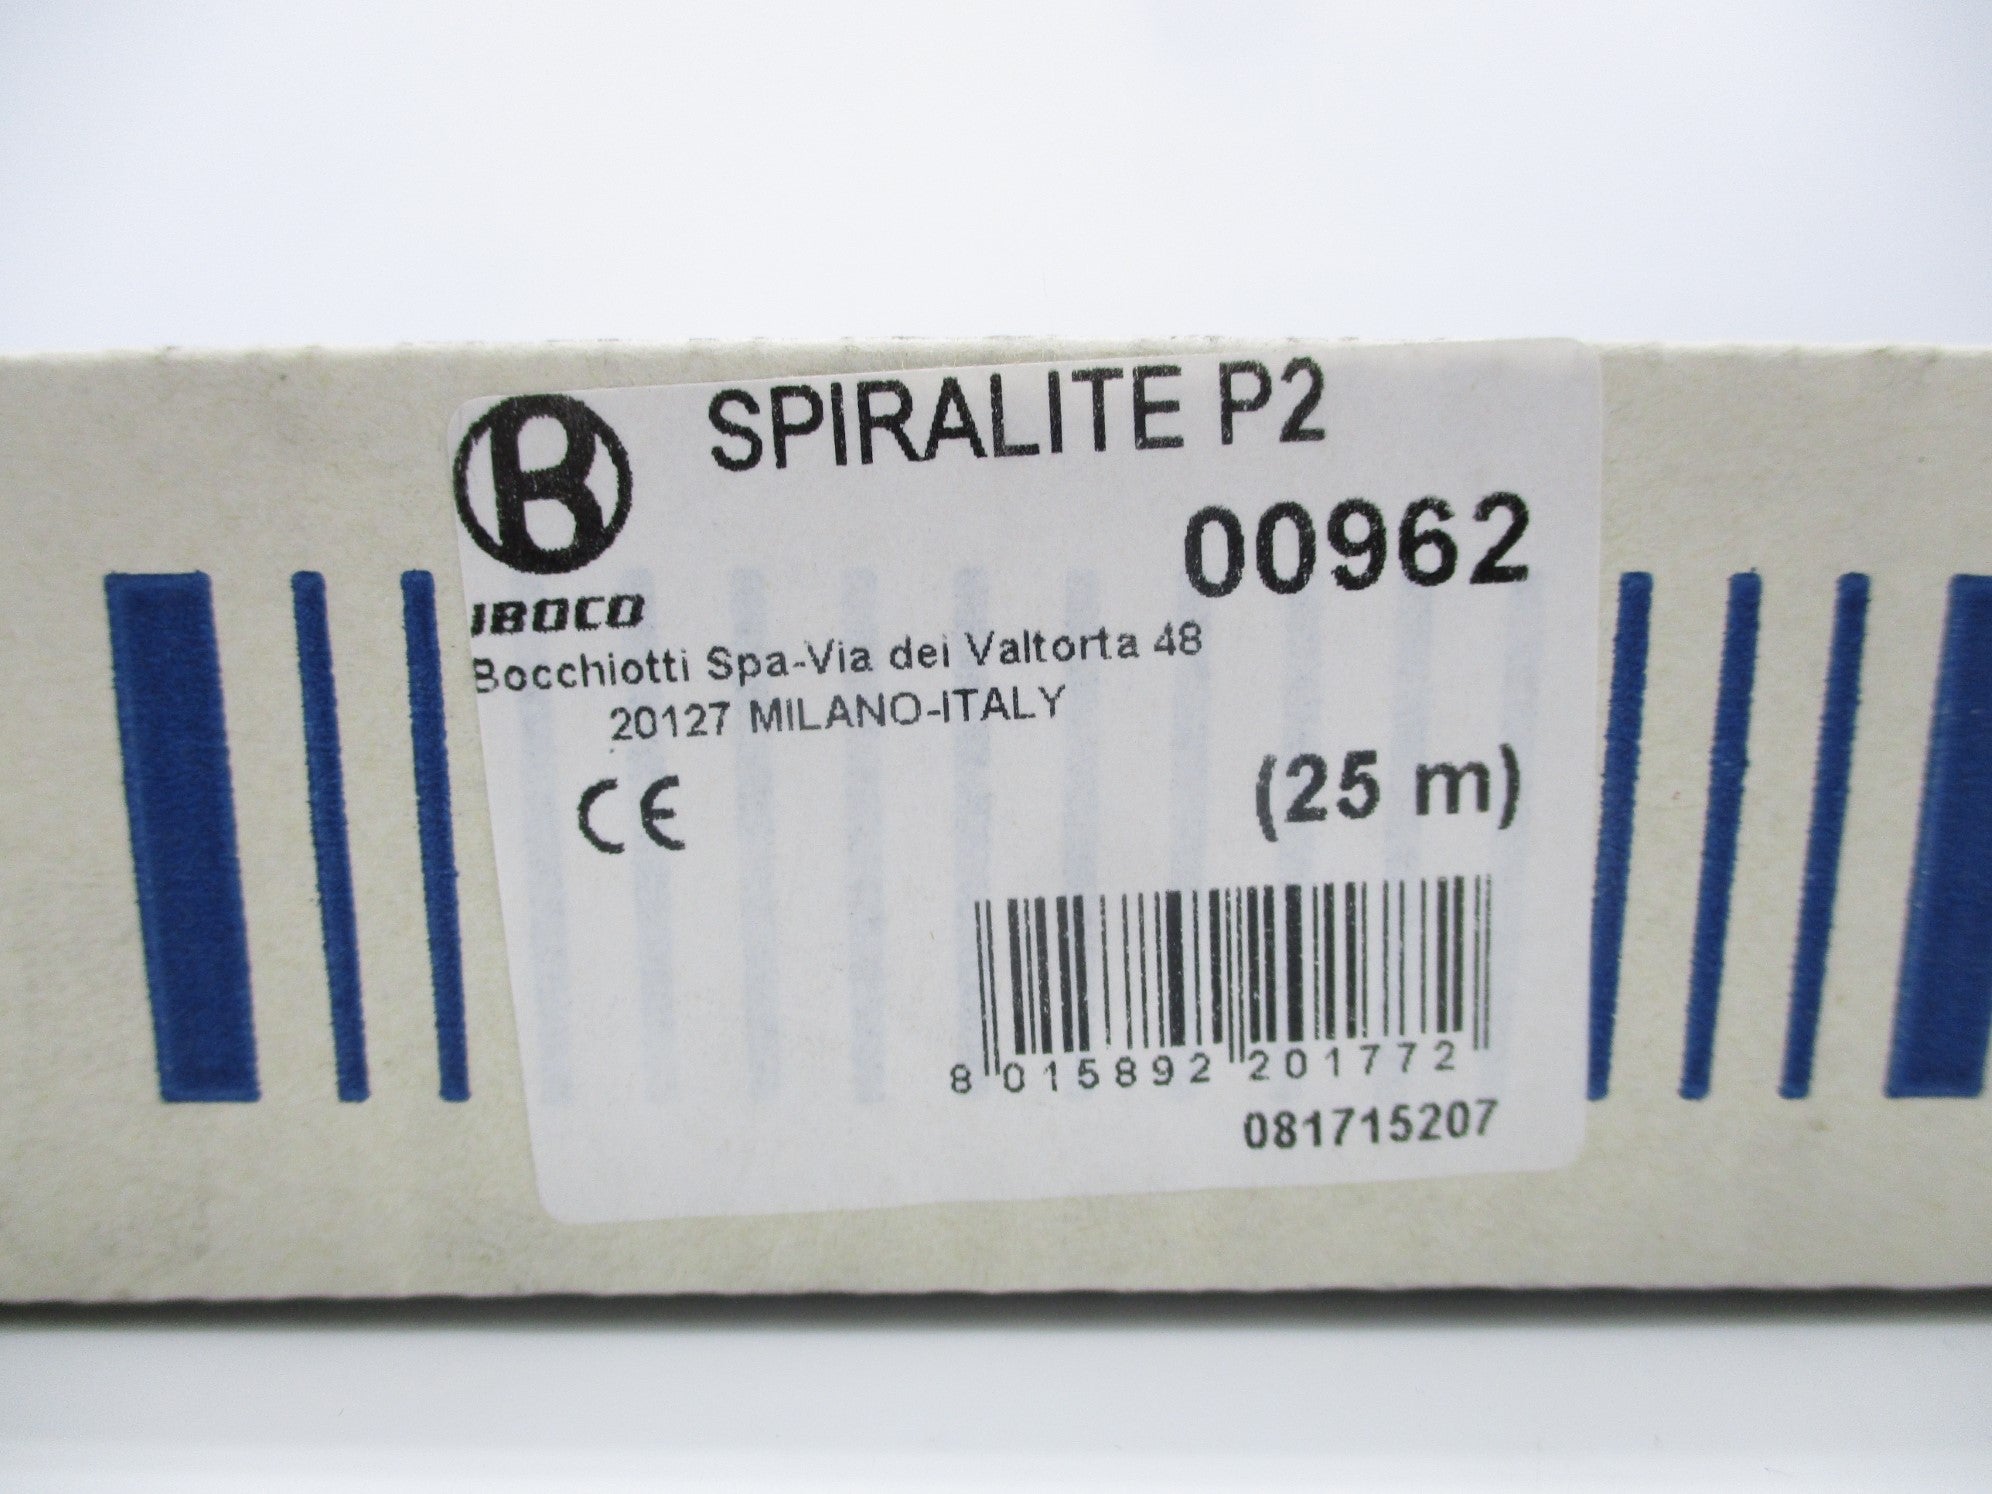 SPIRALITE P2
B
00962
IBOCO
Bocchiotti Spa-Via dei Valtorta 48
20127 MILANO-ITALY
CE
(25 m)
8 015892 201772
081715207